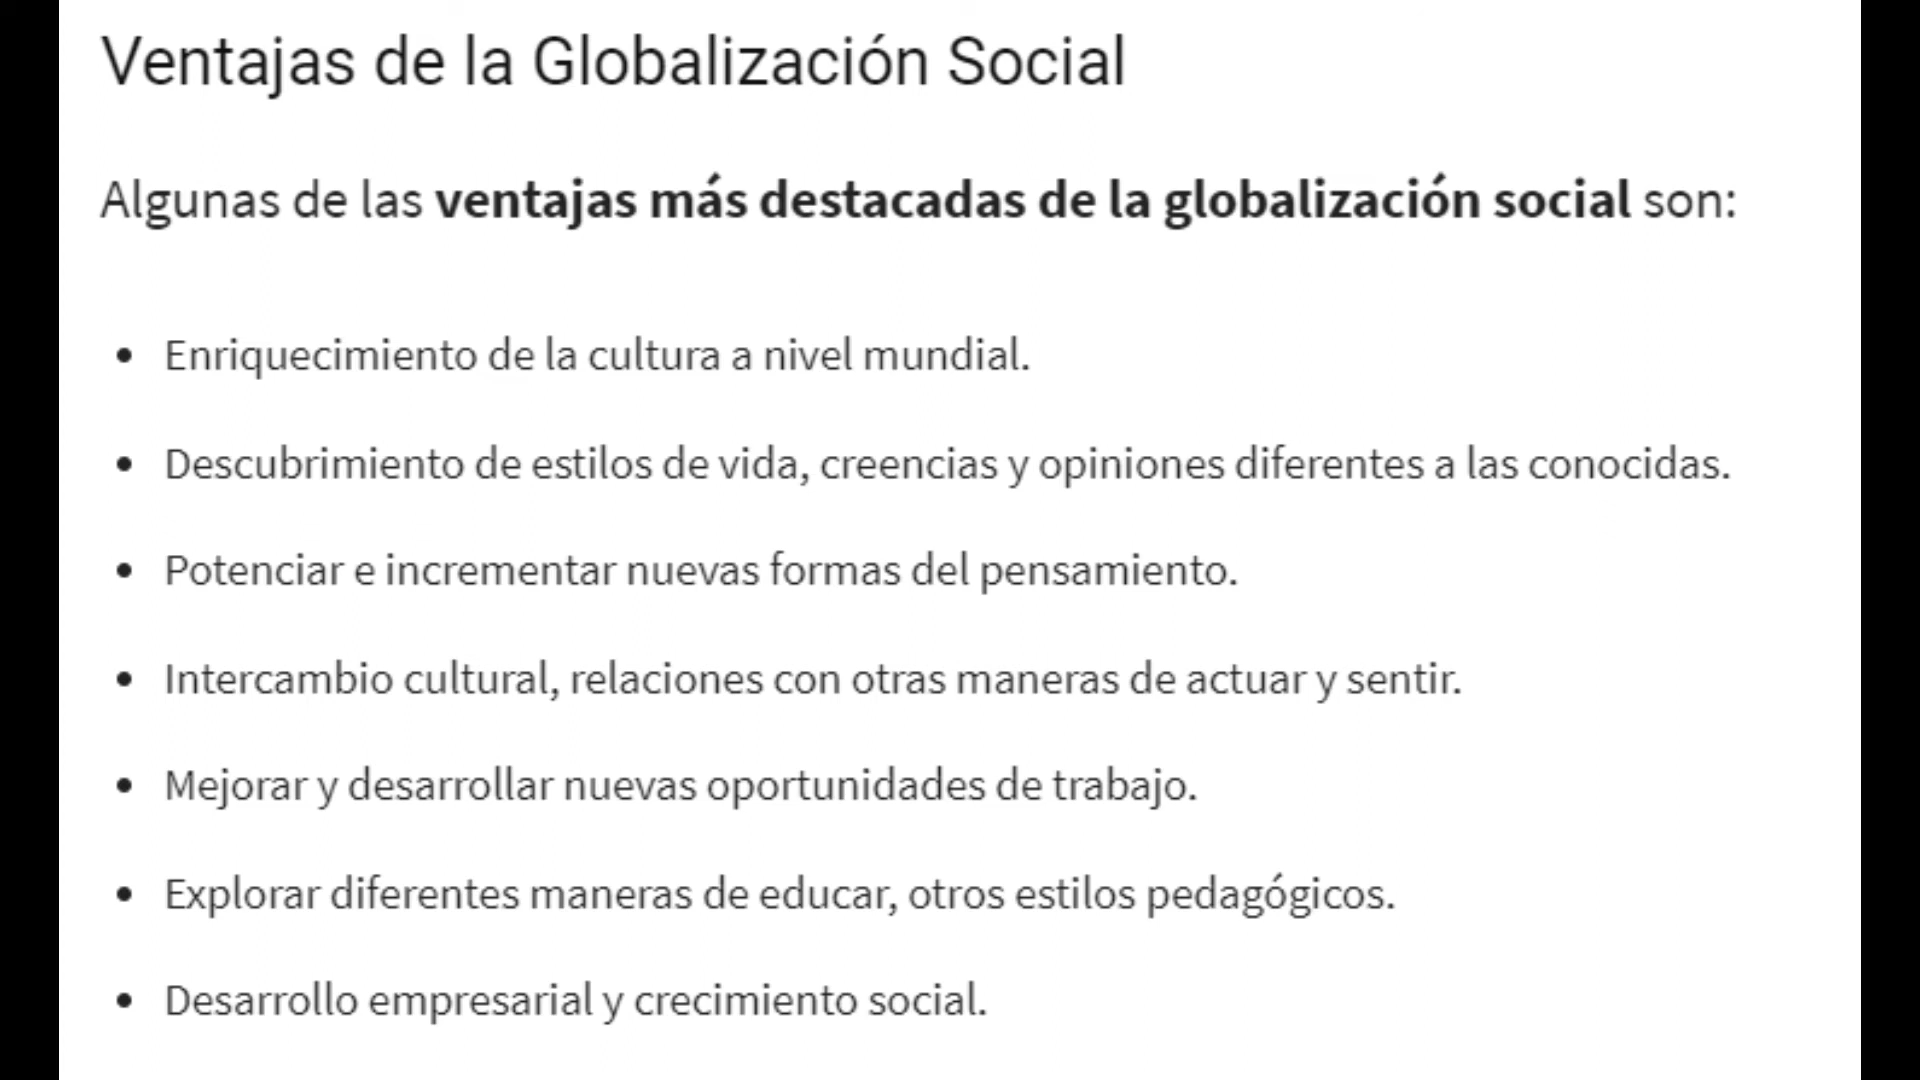 Ventajas de la Globalización Social
Algunas de las ventajas más destacadas de la globalización social son:
• Enriquecimiento de la cultura a nivel mundial.
• Descubrimiento de estilos de vida, creencias y opiniones diferentes a las conocidas.
• Potenciar e incrementar nuevas formas del pensamiento.
• Intercambio cultural, relaciones con otras maneras de actuar y sentir.
• Mejorar y desarrollar nuevas oportunidades de trabajo.
• Explorar diferentes maneras de educar, otros estilos pedagógicos.
• Desarrollo empresarial y crecimiento social.